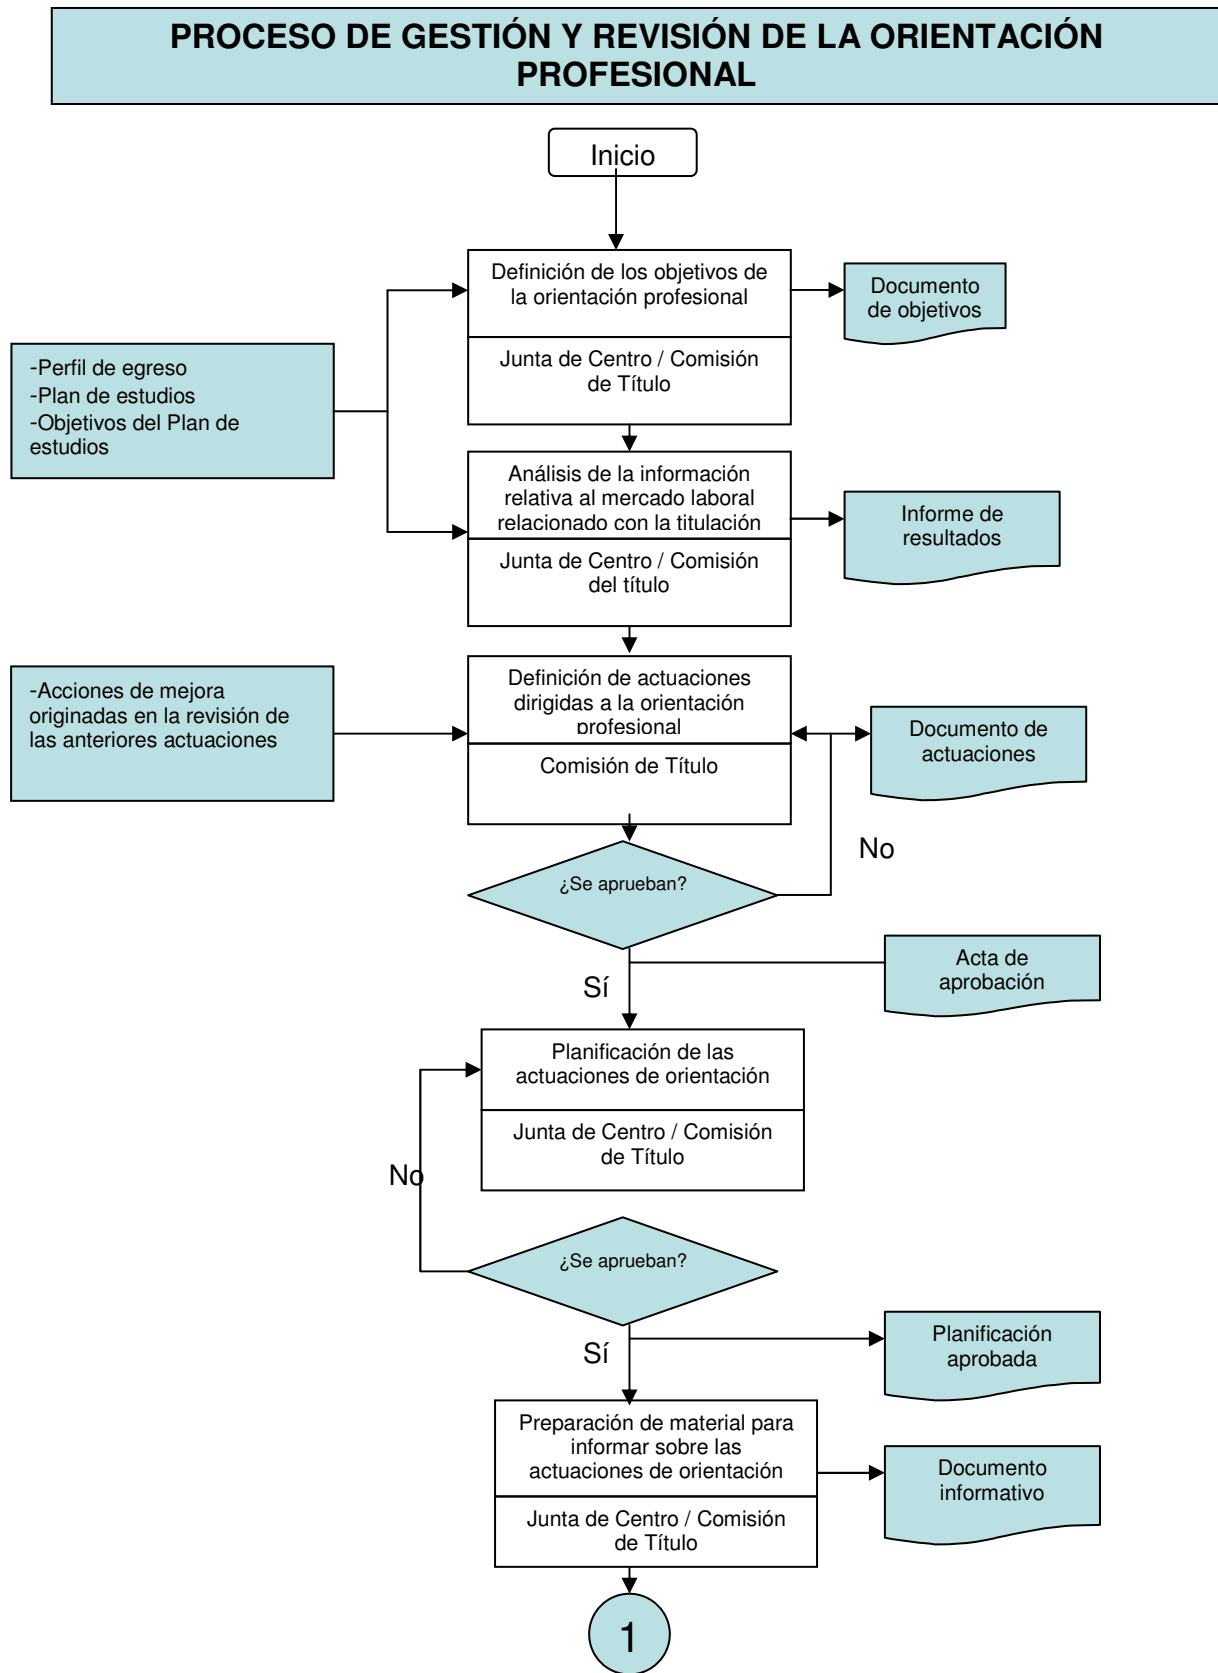 PROCESO DE GESTIÓN Y REVISIÓN DE LA ORIENTACIÓN
PROFESIONAL
Inicio
Definición de los objetivos de
la orientación profesional
Junta de Centro / Comisión
de Título
Documento
de objetivos
-Perfil de egreso
-Plan de estudios
-Objetivos del Plan de
estudios
Análisis de la información
relativa al mercado laboral
relacionado con la titulación
Junta de Centro / Comisión
del título
Informe de
resultados
-Acciones de mejora
originadas en la revisión de
las anteriores actuaciones
Definición de actuaciones
dirigidas a la orientación
profesional
Comisión de Título
Documento de
actuaciones
No
¿Se aprueban?
Acta de
aprobación
Sí
Planificación de las
actuaciones de orientación
Junta de Centro / Comisión
de Título
No
¿Se aprueban?
Sí
Planificación
aprobada
Preparación de material para
informar sobre las
actuaciones de orientación
Junta de Centro / Comisión
de Título
Documento
informativo
1